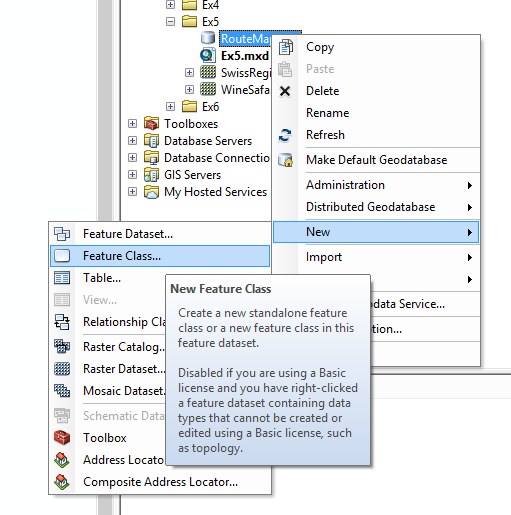 Ex4
Ex5
RouteMa
Ex5.mxd
SwissRegi
WineSafa
Ex6
Toolboxes
Database Servers
Database Connectio
GIS Servers
My Hosted Services
Copy
Paste
Delete
Rename
Refresh
Make Default Geodatabase
Administration
Distributed Geodatabase
New
Import
data Service...
tion...
Feature Dataset...
Feature Class...
Table...
View...
Relationship Cla
Raster Catalog...
Raster Dataset...
Mosaic Dataset.
Schematic Data
Toolbox
Address Locator
Composite Address Locator...
New Feature Class
Create a new standalone feature
class or a new feature class in this
feature dataset.
Disabled if you are using a Basic
license and you have right-clicked
a feature dataset containing data
types that cannot be created or
edited using a Basic license, such
as topology.